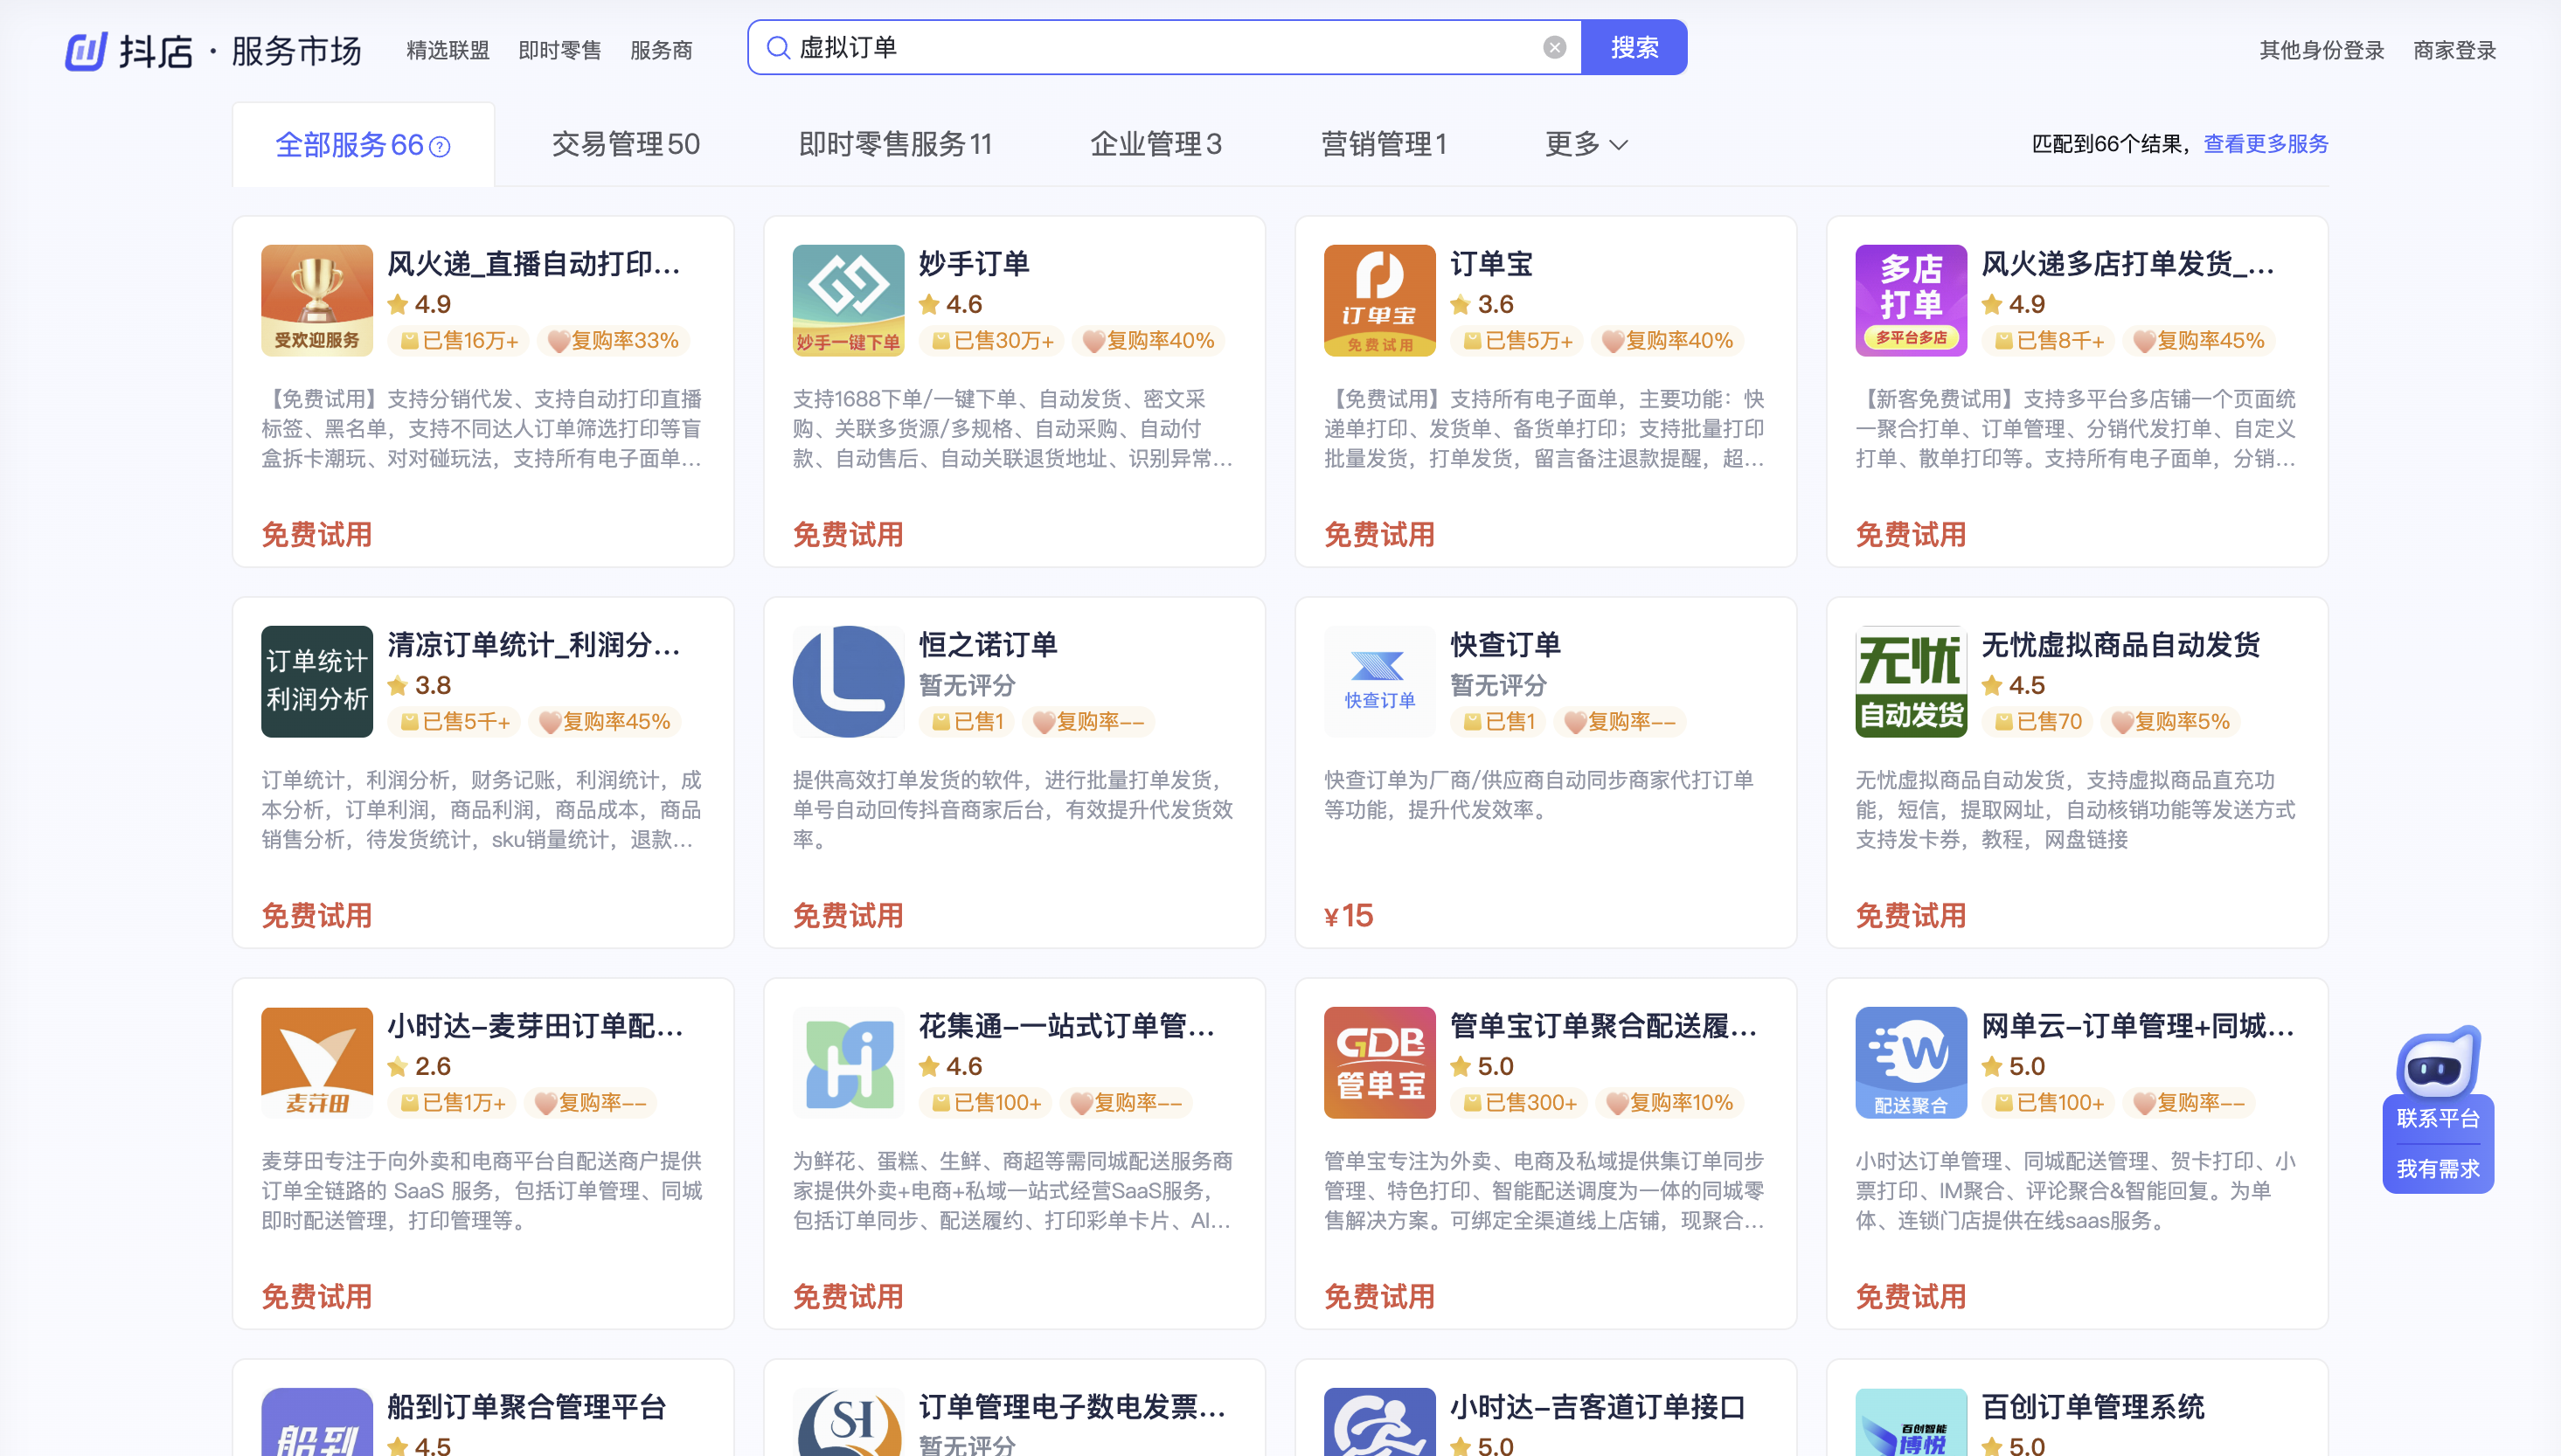 抖店 · 服务市场
精选联盟 即时零售 服务商
虚拟订单
搜索
其他身份登录 商家登录
全部服务66 交易管理50 即时零售服务11 企业管理3 营销管理1 更多
匹配到66个结果，查看更多服务
受欢迎服务
风火递_直播自动打印...
4.9
已售16万+ 复购率33%
【免费试用】支持分销代发、支持自动打印直播
标签、黑名单，支持不同达人订单筛选打印等盲
盒拆卡潮玩、对对碰玩法，支持所有电子面单...
免费试用
妙手一键下单
妙手订单
4.6
已售30万+ 复购率40%
支持1688下单/一键下单、自动发货、密文采
购、关联多货源/多规格、自动采购、自动付
款、自动售后、自动关联退货地址、识别异常...
免费试用
订单宝
免费试用
订单宝
3.6
已售5万+ 复购率40%
【免费试用】支持所有电子面单，主要功能：快
递单打印、发货单、备货单打印；支持批量打印
批量发货，打单发货，留言备注退款提醒，超...
免费试用
多店
打单
多平台多店
风火递多店打单发货_...
4.9
已售8千+ 复购率45%
【新客免费试用】支持多平台多店铺一个页面统
一聚合打单、订单管理、分销代发打单、自定义
打单、散单打印等。支持所有电子面单，分销...
免费试用
订单统计
利润分析
清凉订单统计_利润分...
3.8
已售5千+ 复购率45%
订单统计，利润分析，财务记账，利润统计，成
本分析，订单利润，商品利润，商品成本，商品
销售分析，待发货统计，sku销量统计，退款...
免费试用
恒之诺订单
暂无评分
已售1 复购率--
提供高效打单发货的软件，进行批量打单发货，
单号自动回传抖音商家后台，有效提升代发货效
率。
免费试用
快查订单
快查订单
暂无评分
已售1 复购率--
快查订单为厂商/供应商自动同步商家代打订单
等功能，提升代发效率。
¥15
无忧
自动发货
无忧虚拟商品自动发货
4.5
已售70 复购率5%
无忧虚拟商品自动发货，支持虚拟商品直充功
能，短信，提取网址，自动核销功能等发送方式
支持发卡券，教程，网盘链接
免费试用
麦芽田
小时达-麦芽田订单配...
2.6
已售1万+ 复购率--
麦芽田专注于向外卖和电商平台自配送商户提供
订单全链路的 SaaS 服务，包括订单管理、同城
即时配送管理，打印管理等。
免费试用
Hi
花集通-一站式订单管...
4.6
已售100+ 复购率--
为鲜花、蛋糕、生鲜、商超等需同城配送服务商
家提供外卖+电商+私域一站式经营SaaS服务，
包括订单同步、配送履约、打印彩单卡片、AI...
免费试用
GDB
管单宝
管单宝订单聚合配送履...
5.0
已售300+ 复购率10%
管单宝专注为外卖、电商及私域提供集订单同步
管理、特色打印、智能配送调度为一体的同城零
售解决方案。可绑定全渠道线上店铺，现聚合...
免费试用
W
配送聚合
网单云-订单管理+同城...
5.0
已售100+ 复购率--
小时达订单管理、同城配送管理、贺卡打印、小
票打印、IM聚合、评论聚合&智能回复。为单
体、连锁门店提供在线saas服务。
免费试用
联系平台
我有需求
船到
船到订单聚合管理平台
4.5
SH
订单管理电子数电发票...
暂无评分
小时达-吉客道订单接口
5.0
百创智能
博悦
百创订单管理系统
5.0